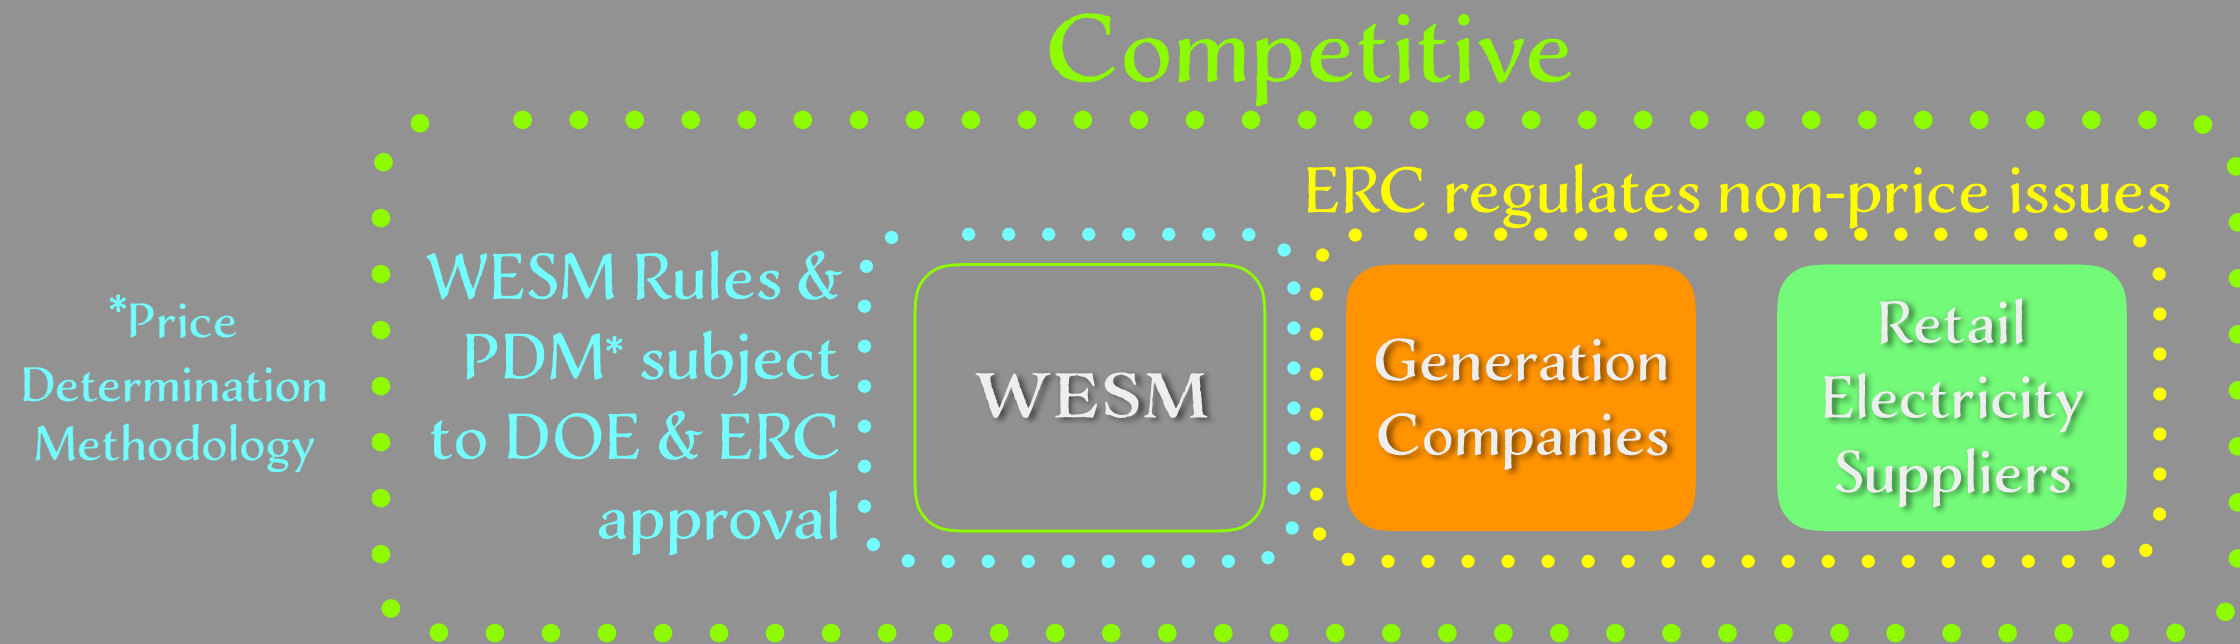 Competitive
ERC regulates non-price issues
*Price
Determination
Methodology
WESM Rules &
PDM* subject
to DOE & ERC
approval
WESM
Generation
Companies
Retail
Electricity
Suppliers